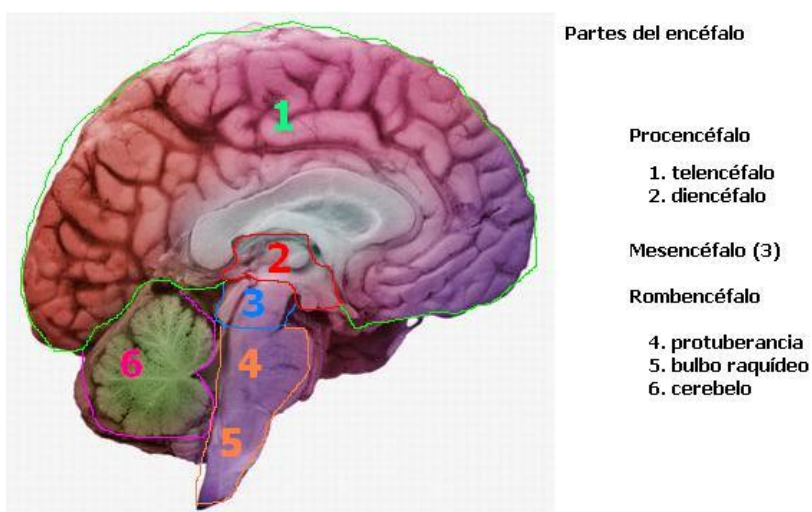 Partes del encéfalo
1
Procencéfalo
1. telencéfalo
2. diencéfalo
2
Mesencéfalo (3)
3
Rombencéfalo
4
4. protuberancia
6
5. bulbo raquídeo
6. cerebelo
5